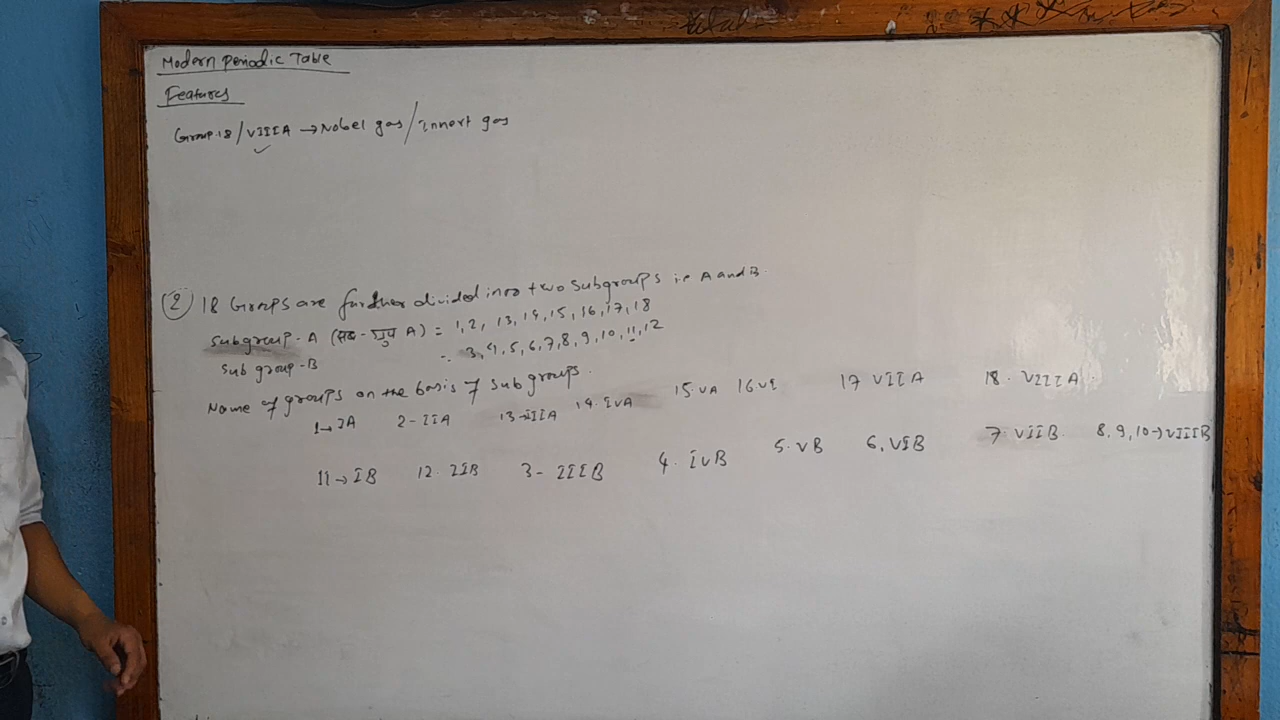 Modern Periodic Table
Features
Group 18/VIIIA → Nobel gas/innert gas
② 18 Groups are further divided into two subgroups i.e A and B.
Subgroup-A (सब-ग्रुप A) = 1,2, 13,14,15,16,17,18
Sub group-B = 3,4,5,6,7,8,9,10,11,12
Name of groups on the basis of sub groups.
1→IA 2-IIA 13→IIIA 14.IVA 15.VA 16 VI 17 VIIA 18. VIIIA
11→IB 12. IIB 3- IIIB 4. IVB 5. VB 6. VIB 7. VIIB 8,9,10→VIIIB